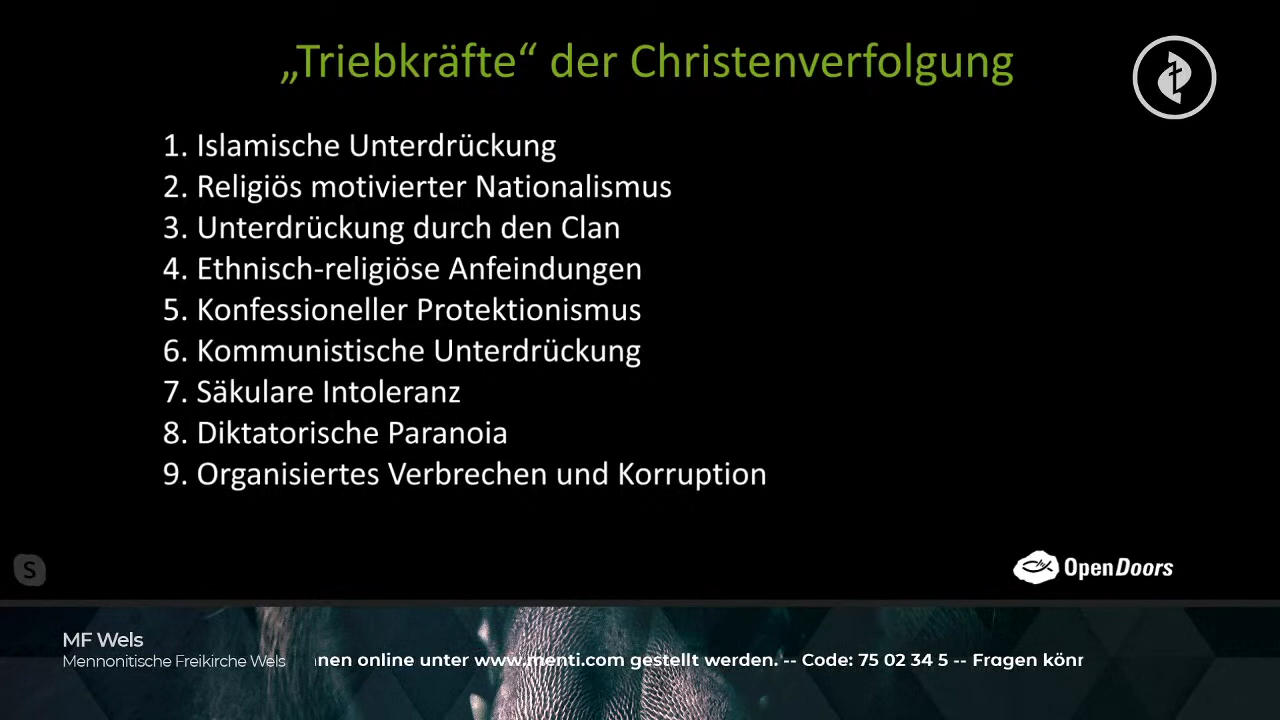 „Triebkräfte“ der Christenverfolgung
1. Islamische Unterdrückung
2. Religiös motivierter Nationalismus
3. Unterdrückung durch den Clan
4. Ethnisch-religiöse Anfeindungen
5. Konfessioneller Protektionismus
6. Kommunistische Unterdrückung
7. Säkulare Intoleranz
8. Diktatorische Paranoia
9. Organisiertes Verbrechen und Korruption
S
OpenDoors
MF Wels
Mennonitische Freikirche Wels
nen online unter www.menti.com gestellt werden. -- Code: 75 02 34 5 -- Fragen könn